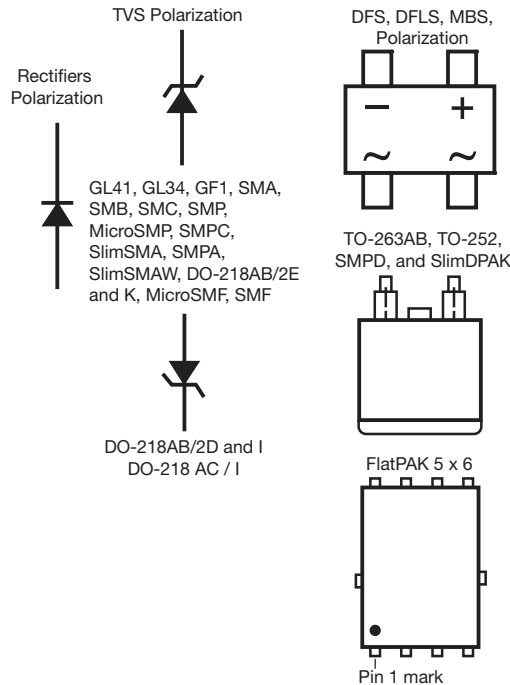 TVS Polarization
Rectifiers
Polarization
GL41, GL34, GF1, SMA,
SMB, SMC, SMP,
MicroSMP, SMPC,
SlimSMA, SMPA,
SlimSMAW, DO-218AB/2E
and K, MicroSMF, SMF
DO-218AB/2D and I
DO-218 AC / I
DFS, DFLS, MBS,
Polarization
− +
~ ~
TO-263AB, TO-252,
SMPD, and SlimDPAK
FlatPAK 5 x 6
Pin 1 mark